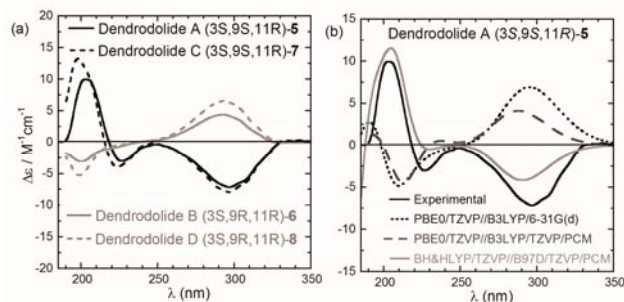 (a)
Dendrodolide A (3S,9S,11R)-5
Dendrodolide C (3S,9S,11R)-7
15
10
5
0
-5
-10
-15
-20
-25
Δε / M⁻¹cm⁻¹
Dendrodolide B (3S,9R,11R)-6
Dendrodolide D (3S,9R,11R)-8
200 250 300 350
λ (nm)
(b) Dendrodolide A (3S,9S,11R)-5
10
5
0
-5
-10
-15
Experimental
PBE0/TZVP//B3LYP/6-31G(d)
PBE0/TZVP//B3LYP/TZVP/PCM
BH&HLYP/TZVP//B97D/TZVP/PCM
200 250 300 350
λ (nm)